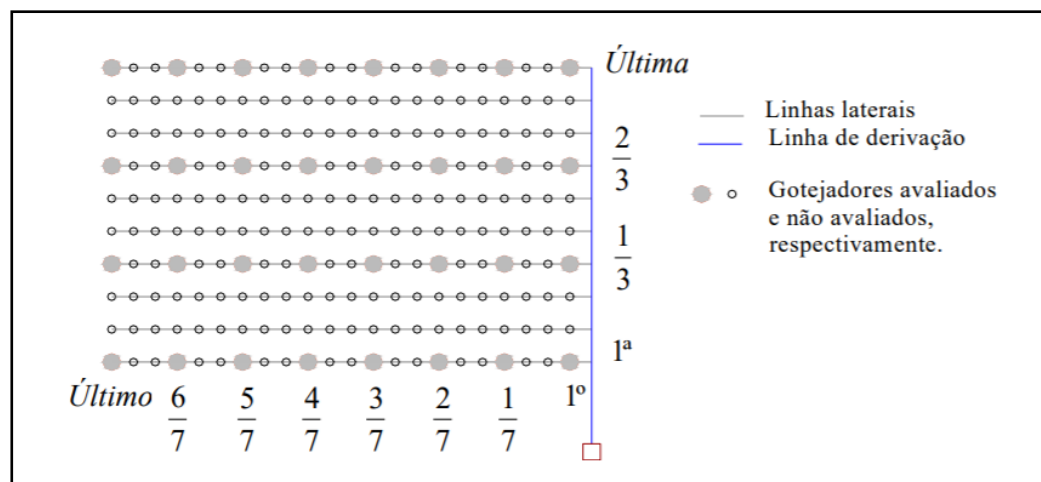 Última
2
3
1
3
1ª
Último 6/7 5/7 4/7 3/7 2/7 1/7 1º
Linhas laterais
Linha de derivação
Gotejadores avaliados
e não avaliados,
respectivamente.